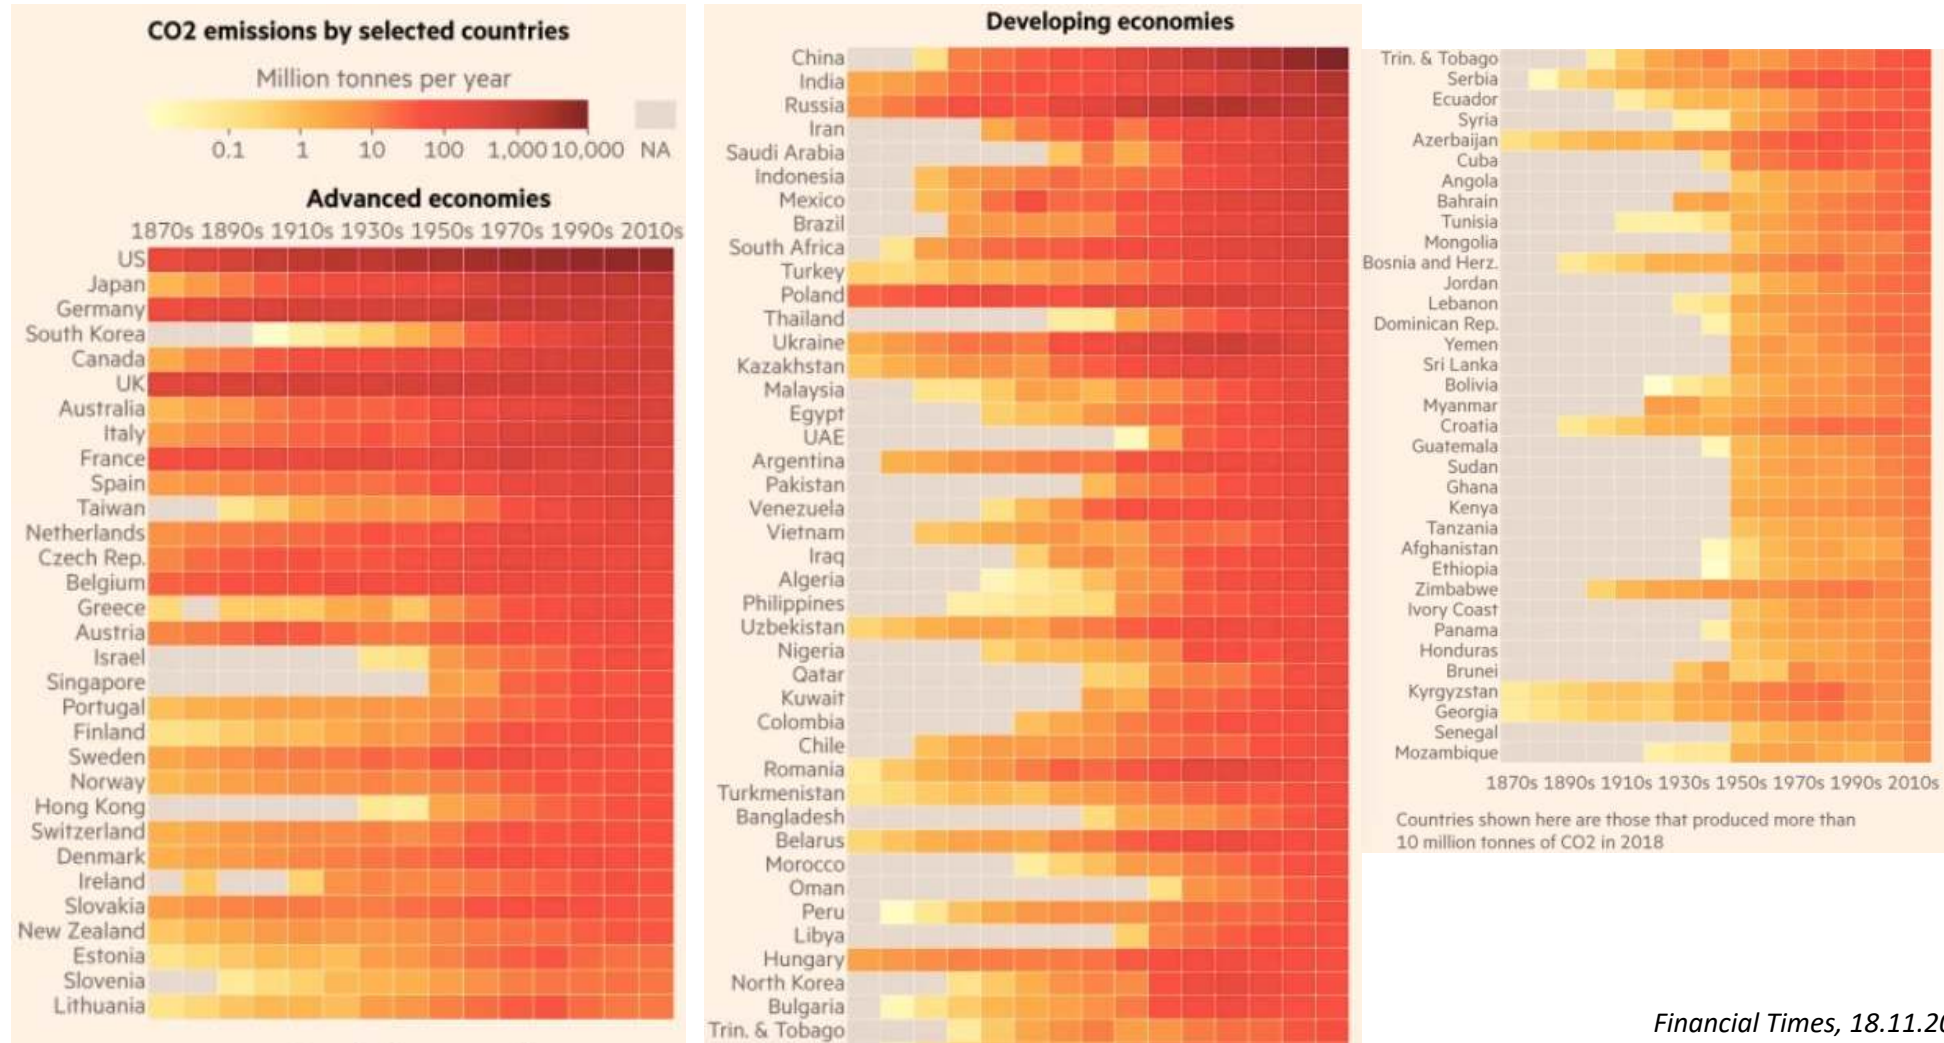 CO2 emissions by selected countries
Million tonnes per year
0.1 1 10 100 1,000 10,000 NA
Advanced economies
1870s 1890s 1910s 1930s 1950s 1970s 1990s 2010s
US
Japan
Germany
South Korea
Canada
UK
Australia
Italy
France
Spain
Taiwan
Netherlands
Czech Rep.
Belgium
Greece
Austria
Israel
Singapore
Portugal
Finland
Sweden
Norway
Hong Kong
Switzerland
Denmark
Ireland
Slovakia
New Zealand
Estonia
Slovenia
Lithuania
Developing economies
China
India
Russia
Iran
Saudi Arabia
Indonesia
Mexico
Brazil
South Africa
Turkey
Poland
Thailand
Ukraine
Kazakhstan
Malaysia
Egypt
UAE
Argentina
Pakistan
Venezuela
Vietnam
Iraq
Algeria
Philippines
Uzbekistan
Nigeria
Qatar
Kuwait
Colombia
Chile
Romania
Turkmenistan
Bangladesh
Belarus
Morocco
Oman
Peru
Libya
Hungary
North Korea
Bulgaria
Trin. & Tobago
Trin. & Tobago
Serbia
Ecuador
Syria
Azerbaijan
Cuba
Angola
Bahrain
Tunisia
Mongolia
Bosnia and Herz.
Jordan
Lebanon
Dominican Rep.
Yemen
Sri Lanka
Bolivia
Myanmar
Croatia
Guatemala
Sudan
Ghana
Kenya
Tanzania
Afghanistan
Ethiopia
Zimbabwe
Ivory Coast
Panama
Honduras
Brunei
Kyrgyzstan
Georgia
Senegal
Mozambique
1870s 1890s 1910s 1930s 1950s 1970s 1990s 2010s
Countries shown here are those that produced more than
10 million tonnes of CO2 in 2018
Financial Times, 18.11.20